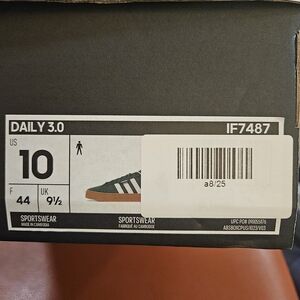 DAILY 3.0 IF7487
US
10
F UK
44 9½
a8/25
SPORTSWEAR SPORTSWEAR
MADE IN CAMBODIA FABRIQUÉ AU CAMBODGE